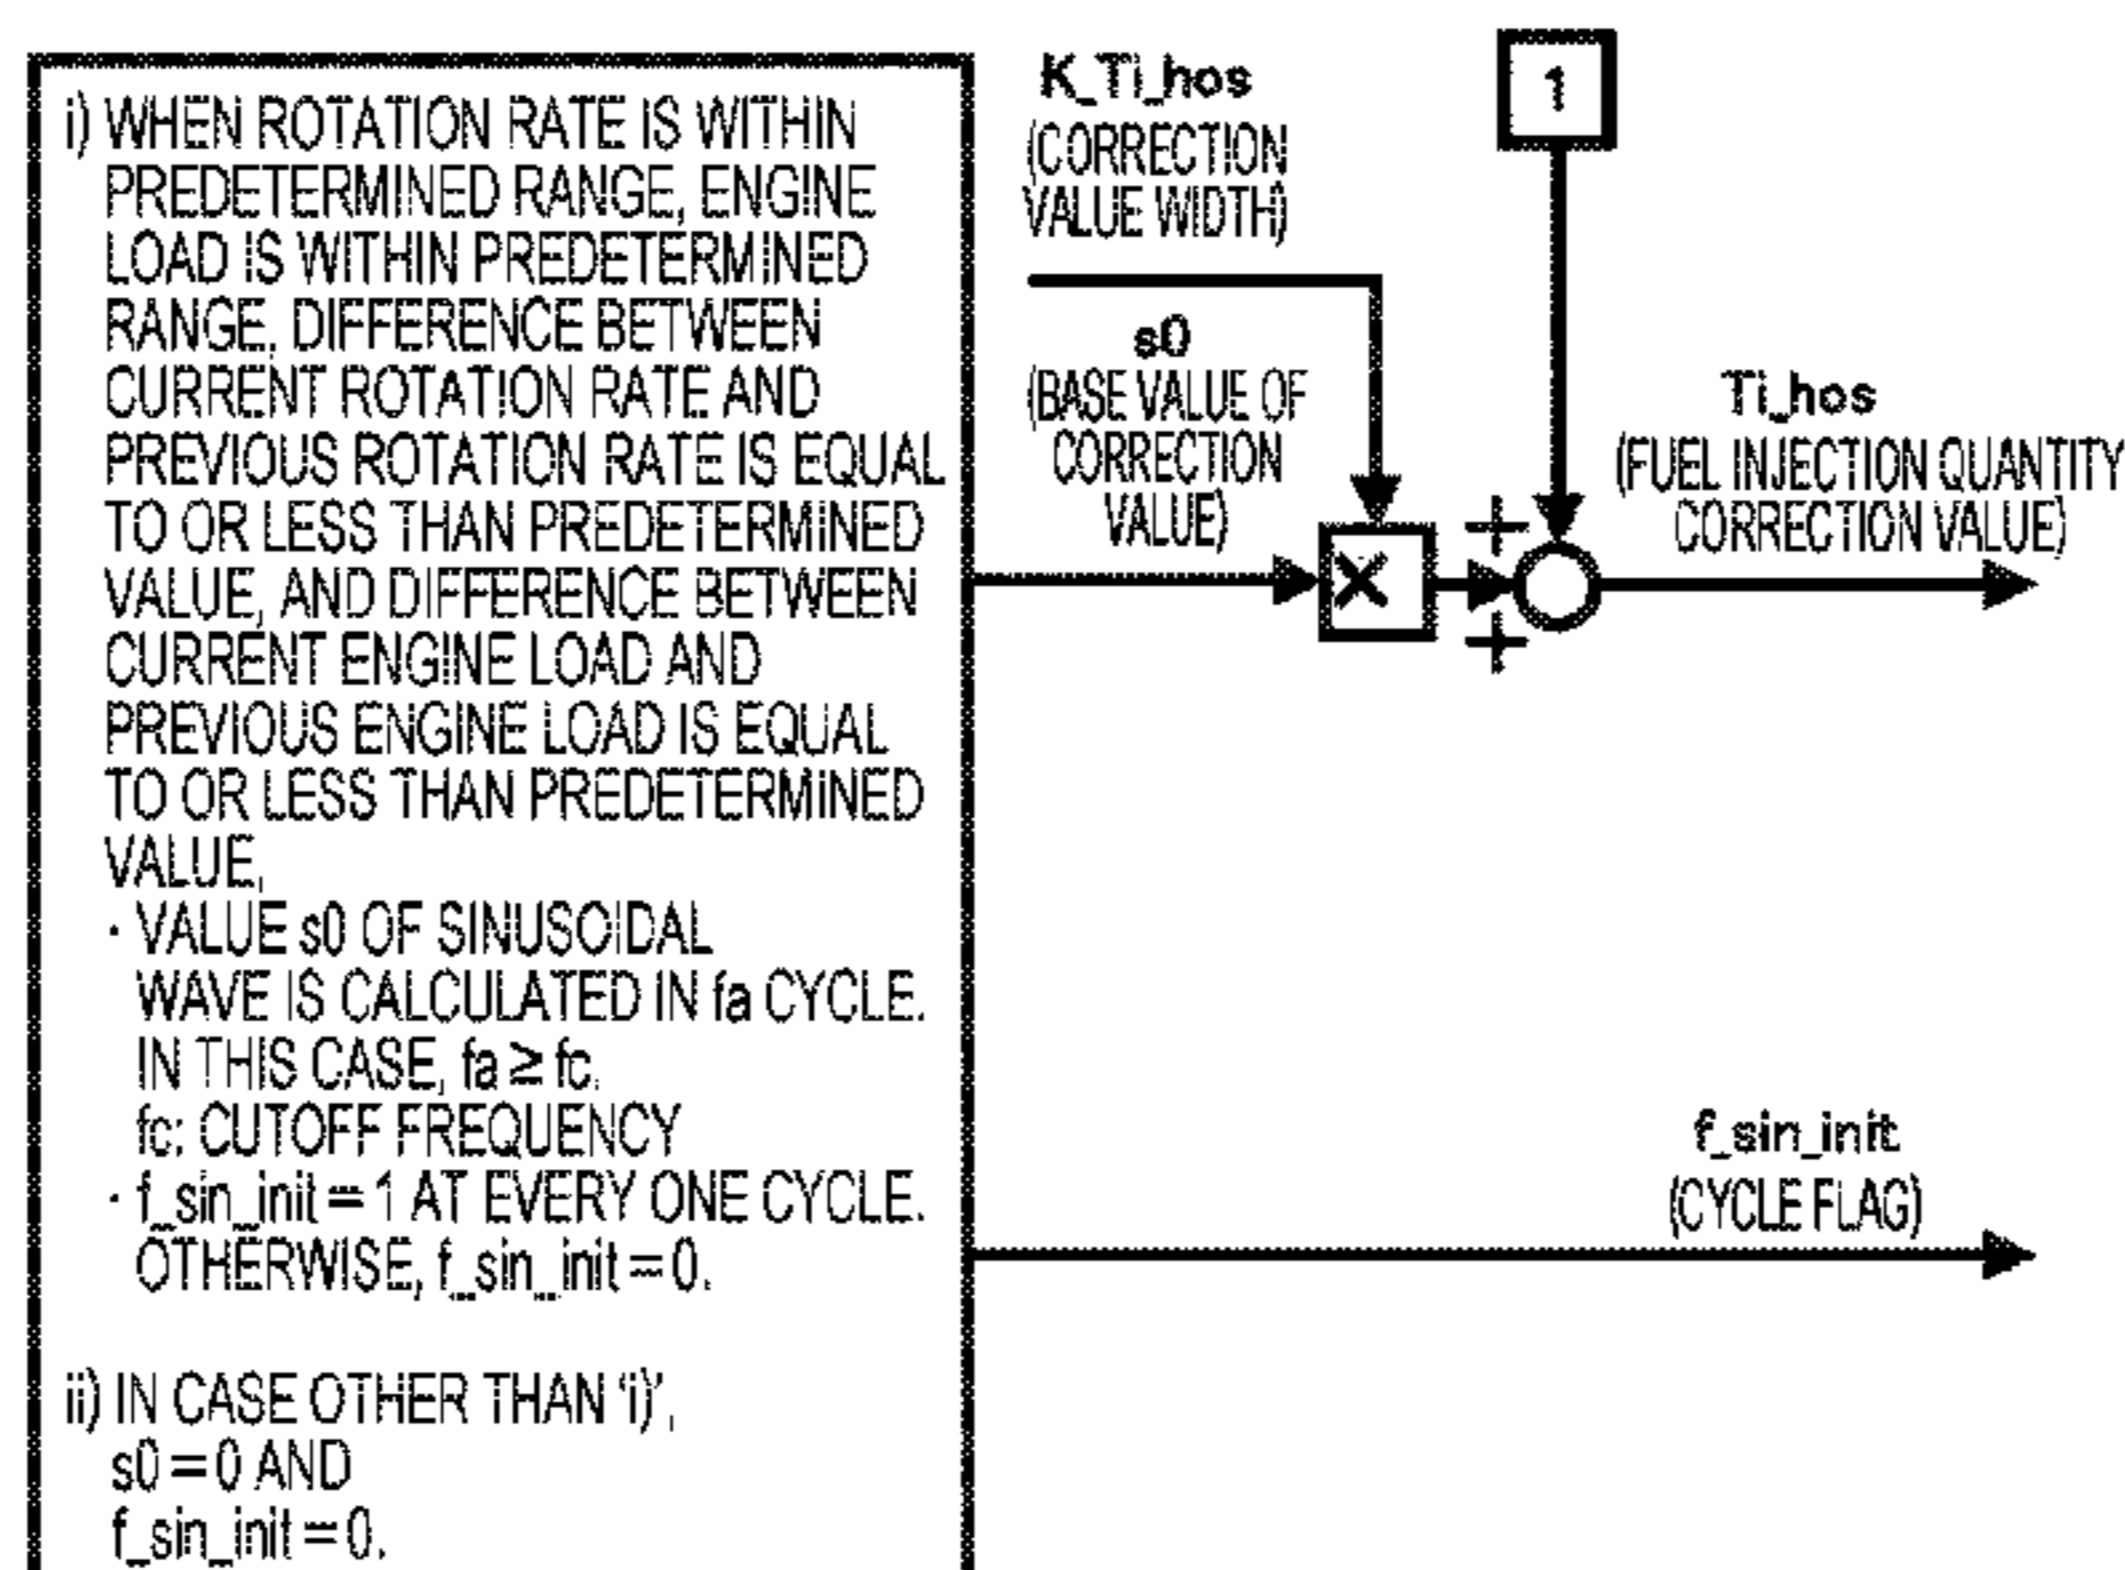 i) WHEN ROTATION RATE IS WITHIN
PREDETERMINED RANGE, ENGINE
LOAD IS WITHIN PREDETERMINED
RANGE, DIFFERENCE BETWEEN
CURRENT ROTATION RATE AND
PREVIOUS ROTATION RATE IS EQUAL
TO OR LESS THAN PREDETERMINED
VALUE, AND DIFFERENCE BETWEEN
CURRENT ENGINE LOAD AND
PREVIOUS ENGINE LOAD IS EQUAL
TO OR LESS THAN PREDETERMINED
VALUE,
· VALUE s0 OF SINUSOIDAL
WAVE IS CALCULATED IN fa CYCLE.
IN THIS CASE, fa ≥ fc.
fc: CUTOFF FREQUENCY
· f_sin_init = 1 AT EVERY ONE CYCLE.
OTHERWISE, f_sin_init = 0.
ii) IN CASE OTHER THAN ‘i)’,
s0 = 0 AND
f_sin_init = 0.
K_Ti_hos
(CORRECTION
VALUE WIDTH)
s0
(BASE VALUE OF
CORRECTION
VALUE)
×
1
+
+
Ti_hos
(FUEL INJECTION QUANTITY
CORRECTION VALUE)
f_sin_init
(CYCLE FLAG)